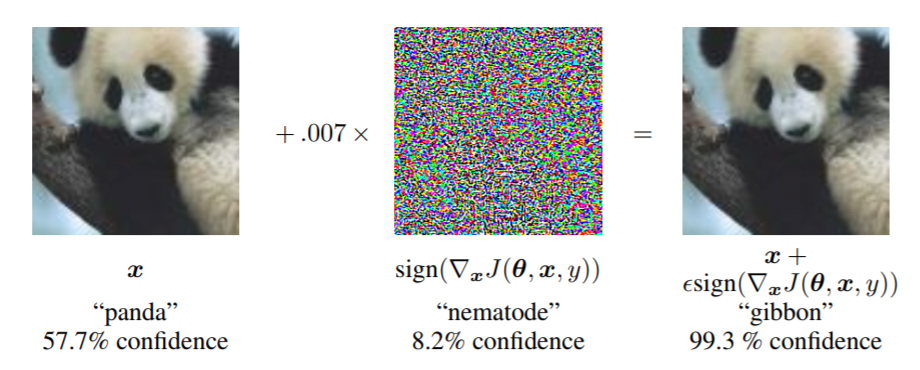 + .007 ×
=
x
“panda”
57.7% confidence
sign(∇ₓJ(θ, x, y))
“nematode”
8.2% confidence
x +
ϵsign(∇ₓJ(θ, x, y))
“gibbon”
99.3 % confidence